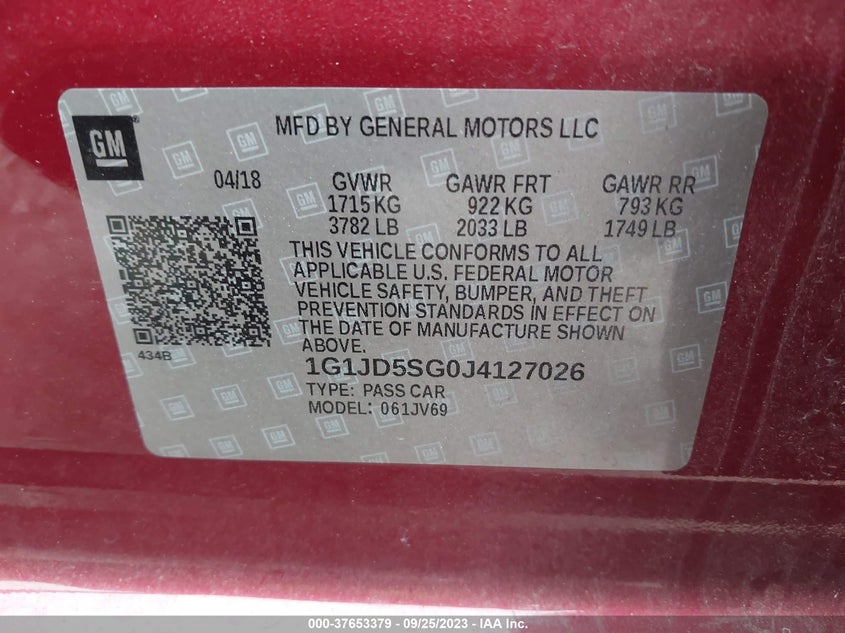 GM
MFD BY GENERAL MOTORS LLC
04/18 GVWR GAWR FRT GAWR RR
1715 KG 922 KG 793 KG
3782 LB 2033 LB 1749 LB
THIS VEHICLE CONFORMS TO ALL
APPLICABLE U.S. FEDERAL MOTOR
VEHICLE SAFETY, BUMPER, AND THEFT
PREVENTION STANDARDS IN EFFECT ON
THE DATE OF MANUFACTURE SHOWN
ABOVE.
434B
1G1JD5SG0J4127026
TYPE: PASS CAR
MODEL: 061JV69
000-37653379 - 09/25/2023 - IAA Inc.